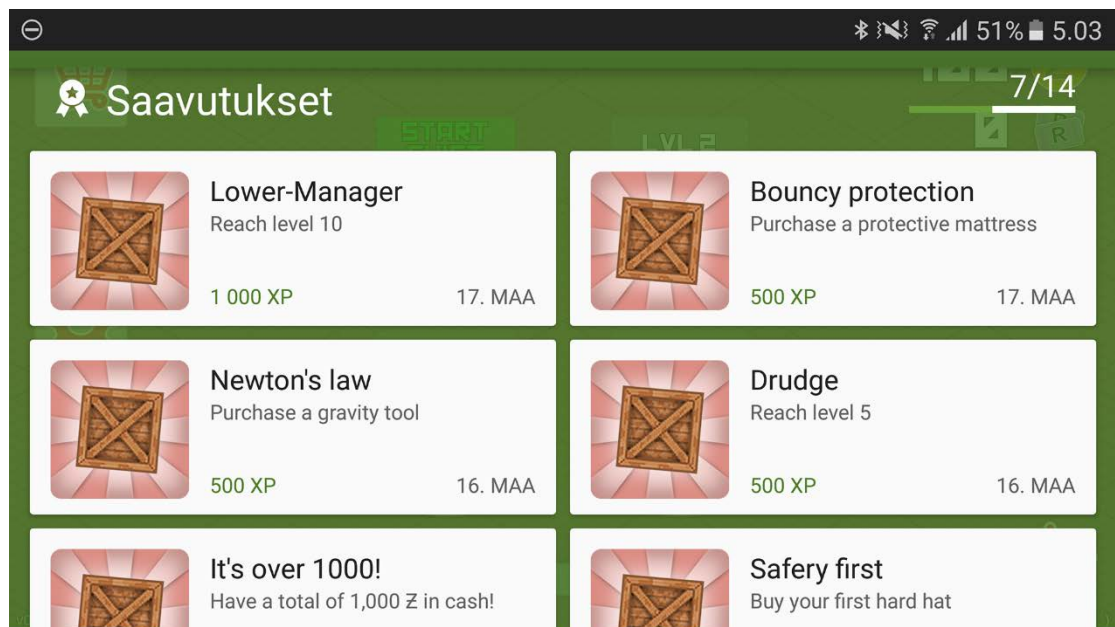 51% 5.03
Saavutukset
7/14
START
LVL 2
Lower-Manager
Reach level 10
1 000 XP
17. MAA
Bouncy protection
Purchase a protective mattress
500 XP
17. MAA
Newton's law
Purchase a gravity tool
500 XP
16. MAA
Drudge
Reach level 5
500 XP
16. MAA
It's over 1000!
Have a total of 1,000 Ƶ in cash!
Safery first
Buy your first hard hat